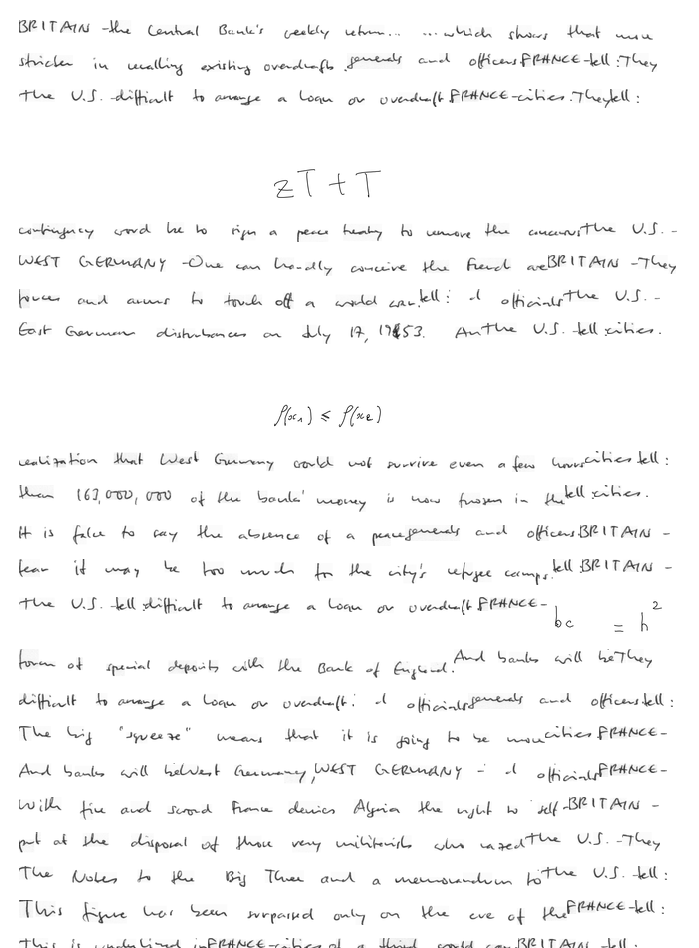 BRITAIN - the Central Bank's weekly return... ...which shows that more
stricter in recalling existing overdrafts. generals and officers FRANCE - tell : They
the U.S. - difficult to arrange a loan or overdraft FRANCE - cities. They tell :
zT + T
contingency would be to sign a peace treaty to remove the concerns the U.S. -
WEST GERMANY - One can hardly conceive the French are BRITAIN - They
forces and arms to touch off a world war. tell : d officials the U.S. -
East German disturbances on July 17, 1953. An the U.S. - tell : cities.
f(x₁) ≤ f(x₂)
realization that West Germany could not survive even a few hours cities tell :
than 163,000,000 of the banks' money is now frozen in the tell : cities.
It is false to say the absence of a peace generals and officers BRITAIN -
fear it may be too much for the city's refugee camps. tell : BRITAIN -
the U.S. - tell : difficult to arrange a loan or overdraft FRANCE -
bc = h²
form of special deposits with the Bank of England. And banks will be They
difficult to arrange a loan or overdraft : d officials generals and officers tell :
The big "squeeze" means that it is going to be more cities FRANCE -
And banks will be West Germany, WEST GERMANY - : d officials FRANCE -
With fire and sword France denies Algeria the right to self - BRITAIN -
put at the disposal of those very militarists who razed the U.S. - They
The Notes to the Big Three and a memorandum to the U.S. - tell :
This figure has been surpassed only on the eve of the FRANCE - tell :
This is underlined in FRANCE - cities of a third world war BRITAIN - tell :